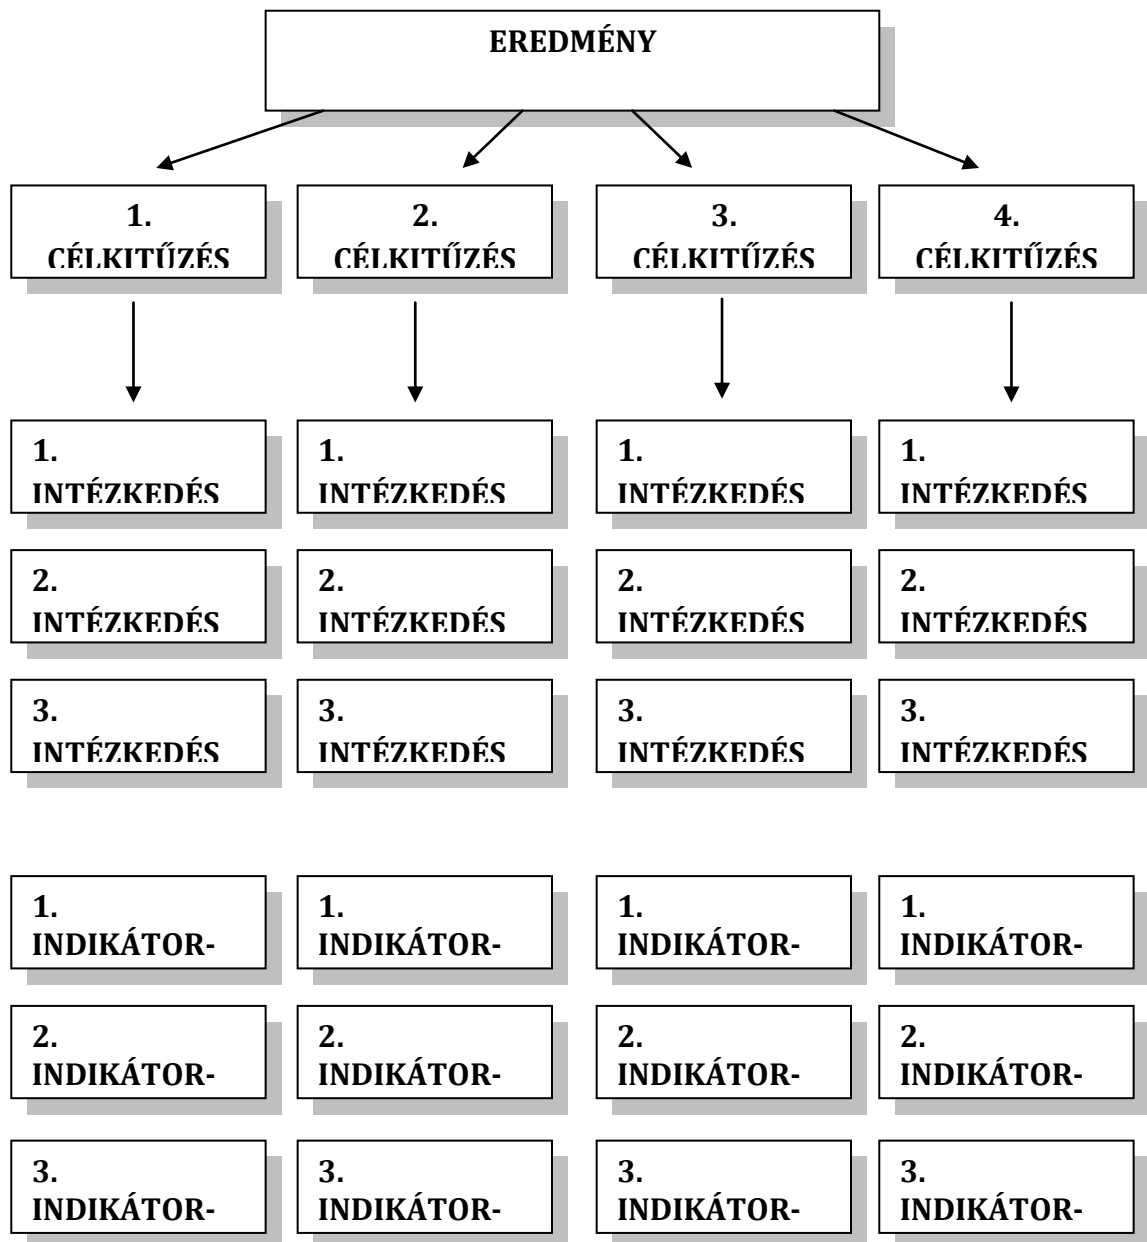 EREDMÉNY
1. 2. 3. 4.
CÉLKITŰZÉS CÉLKITŰZÉS CÉLKITŰZÉS CÉLKITŰZÉS
1. 1. 1. 1.
INTÉZKEDÉS INTÉZKEDÉS INTÉZKEDÉS INTÉZKEDÉS
2. 2. 2. 2.
INTÉZKEDÉS INTÉZKEDÉS INTÉZKEDÉS INTÉZKEDÉS
3. 3. 3. 3.
INTÉZKEDÉS INTÉZKEDÉS INTÉZKEDÉS INTÉZKEDÉS
1. 1. 1. 1.
INDIKÁTOR- INDIKÁTOR- INDIKÁTOR- INDIKÁTOR-
2. 2. 2. 2.
INDIKÁTOR- INDIKÁTOR- INDIKÁTOR- INDIKÁTOR-
3. 3. 3. 3.
INDIKÁTOR- INDIKÁTOR- INDIKÁTOR- INDIKÁTOR-